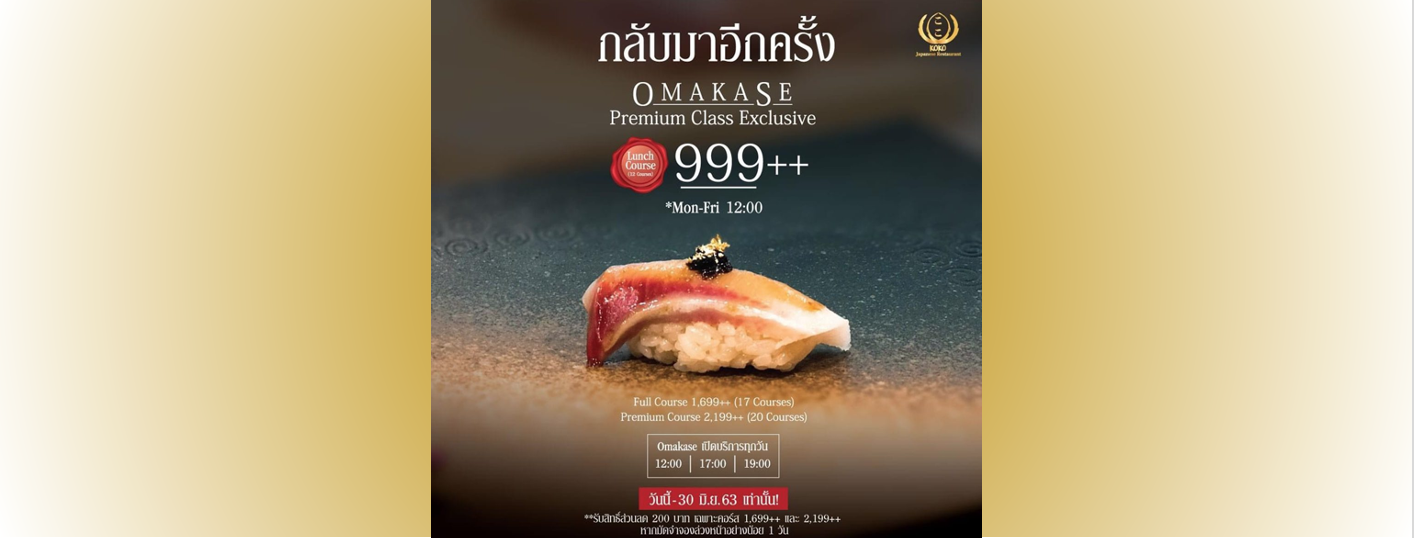 กลับมาอีกครั้ง
KOKO
Japanese Restaurant
OMAKASE
Premium Class Exclusive
Lunch
Course
999++
*Mon-Fri 12:00
Full Course 1,699++ (17 Courses)
Premium Course 2,199++ (20 Courses)
Omakase เปิดบริการทุกวัน
12:00 | 17:00 | 19:00
วันนี้-30 มิ.ย.63 เท่านั้น!
**รับสิทธิ์ส่วนลด 200 บาท เฉพาะคอร์ส 1,699++ และ 2,199++
หากมัดจำจองล่วงหน้าอย่างน้อย 1 วัน